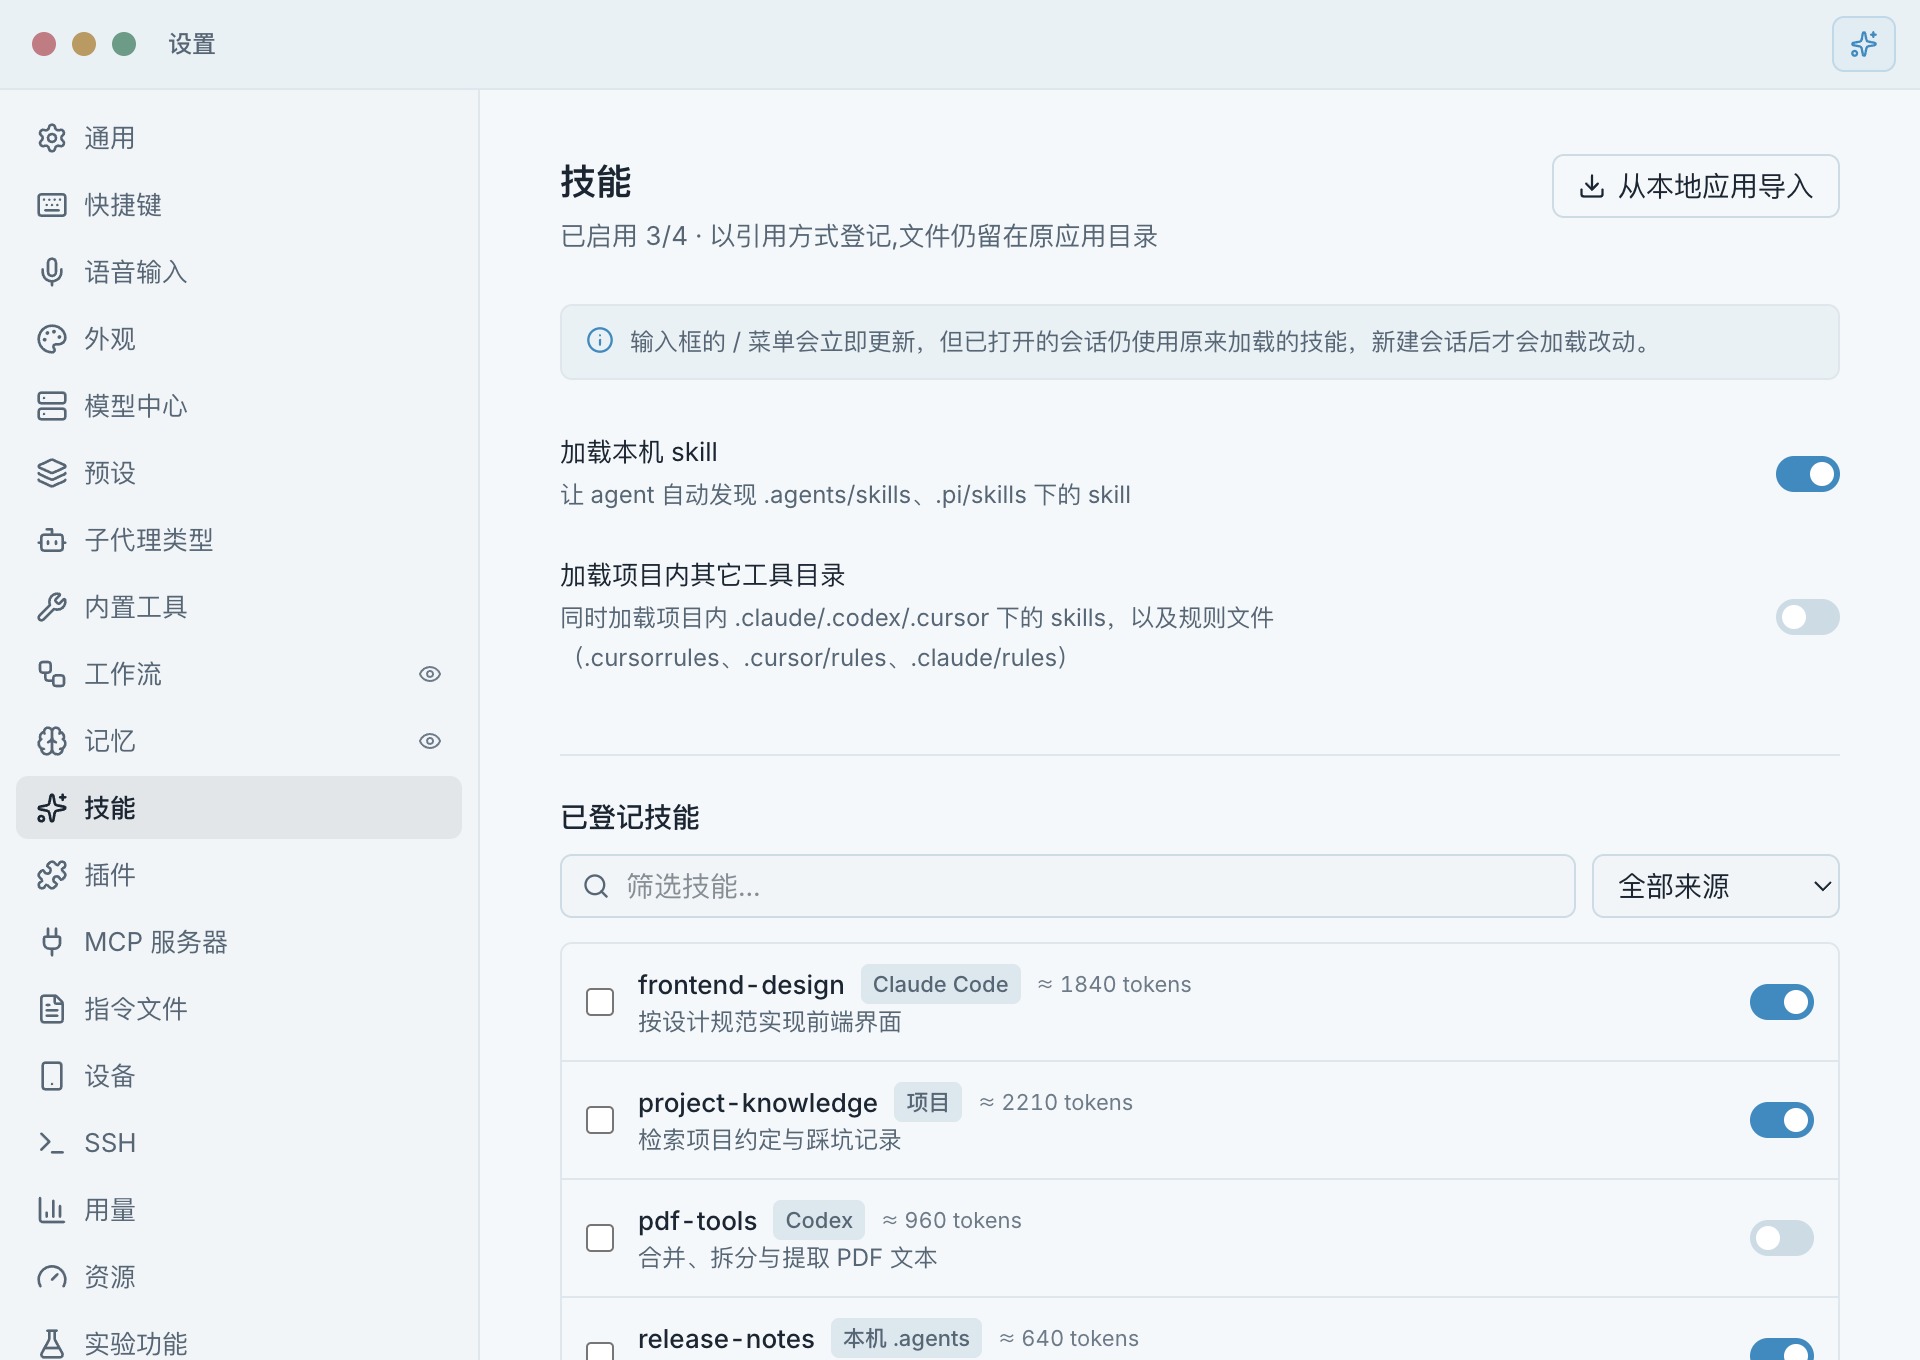 设置
通用
快捷键
语音输入
外观
模型中心
预设
子代理类型
内置工具
工作流
记忆
技能
插件
MCP 服务器
指令文件
设备
SSH
用量
资源
实验功能
技能
从本地应用导入
已启用 3/4 · 以引用方式登记,文件仍留在原应用目录
输入框的 / 菜单会立即更新，但已打开的会话仍使用原来加载的技能，新建会话后才会加载改动。
加载本机 skill
让 agent 自动发现 .agents/skills、.pi/skills 下的 skill
加载项目内其它工具目录
同时加载项目内 .claude/.codex/.cursor 下的 skills，以及规则文件
（.cursorrules、.cursor/rules、.claude/rules）
已登记技能
筛选技能...
全部来源
frontend-design Claude Code ≈ 1840 tokens
按设计规范实现前端界面
project-knowledge 项目 ≈ 2210 tokens
检索项目约定与踩坑记录
pdf-tools Codex ≈ 960 tokens
合并、拆分与提取 PDF 文本
release-notes 本机 .agents ≈ 640 tokens